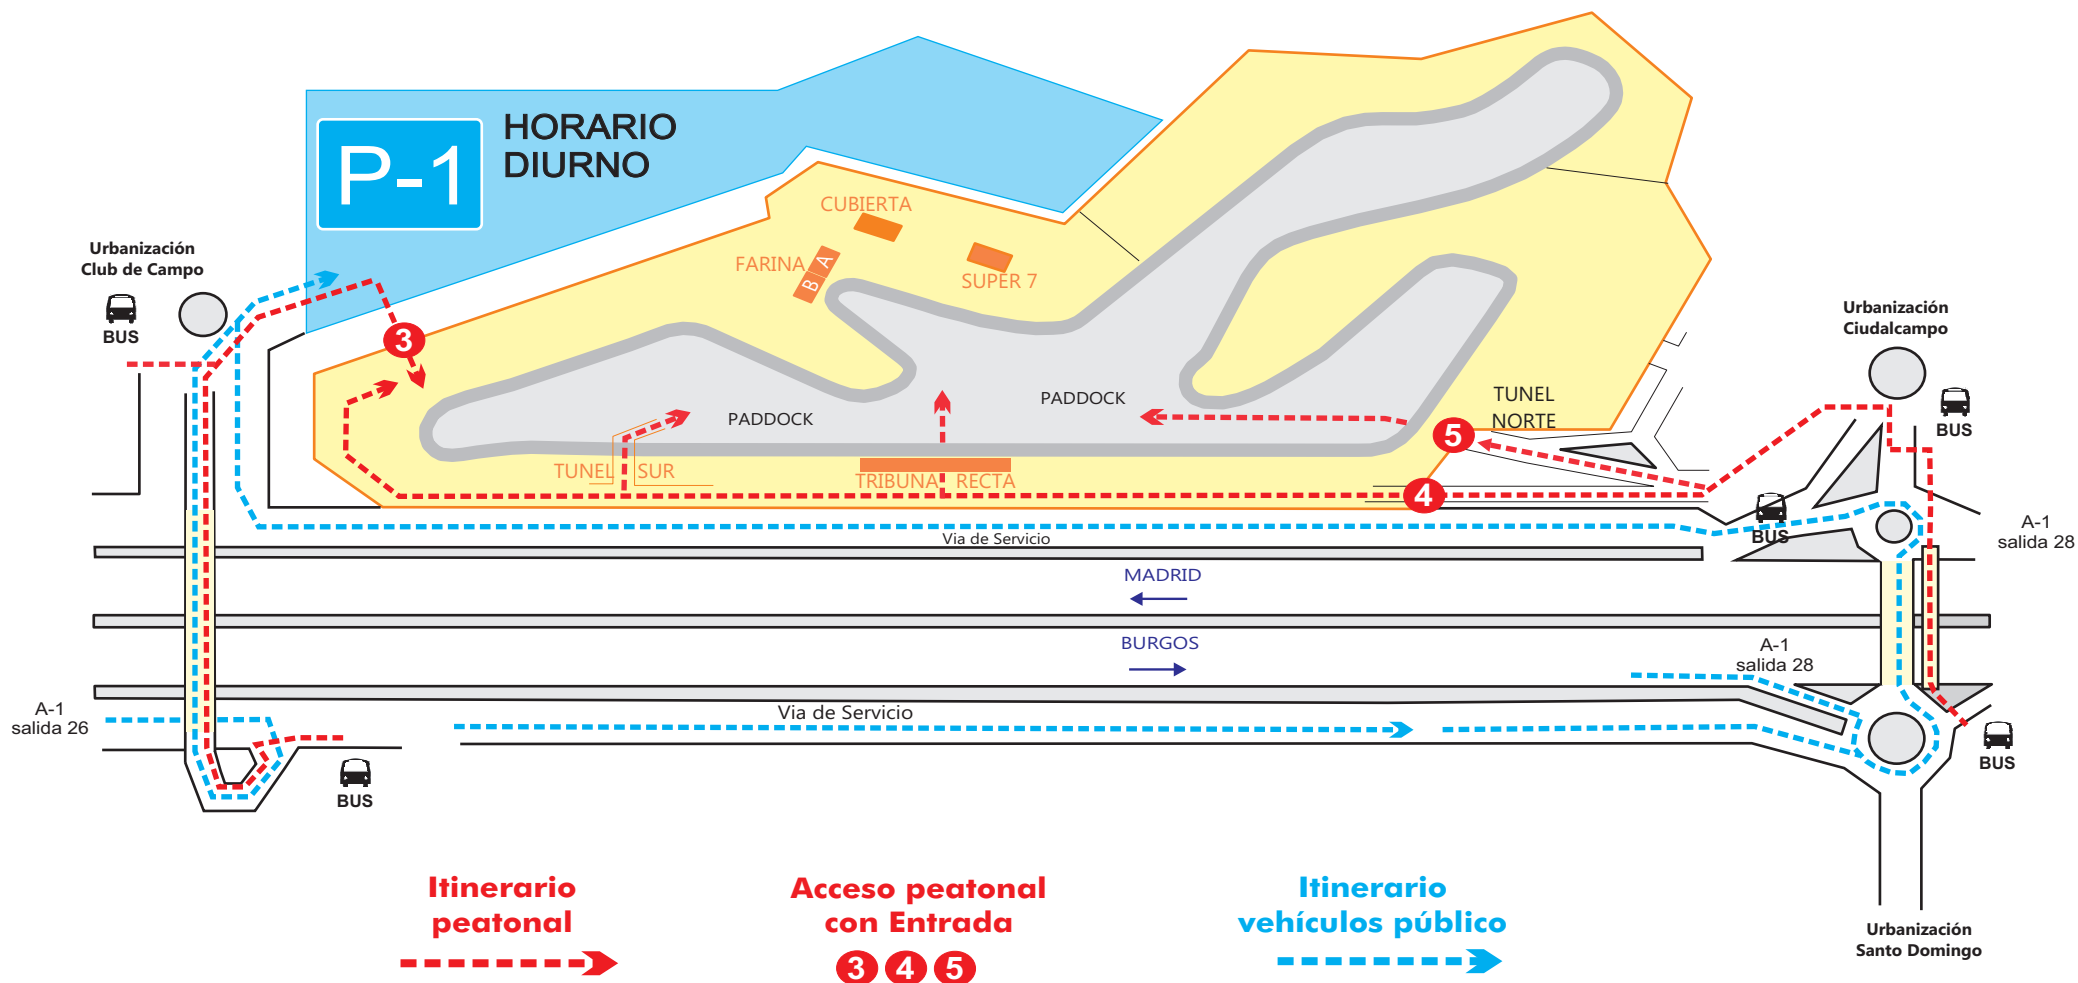 HORARIO
DIURNO
P-1
CUBIERTA
FARINA
A
B
SUPER 7
Urbanización
Club de Campo
BUS
3
Urbanización
Ciudalcampo
BUS
PADDOCK
PADDOCK
TUNEL
NORTE
5
TUNEL SUR
TRIBUNA RECTA
4
BUS
A-1
salida 28
Via de Servicio
MADRID
BURGOS
A-1
salida 28
A-1
salida 26
Via de Servicio
BUS
BUS
Itinerario
peatonal
Acceso peatonal
con Entrada
3 4 5
Itinerario
vehículos público
Urbanización
Santo Domingo